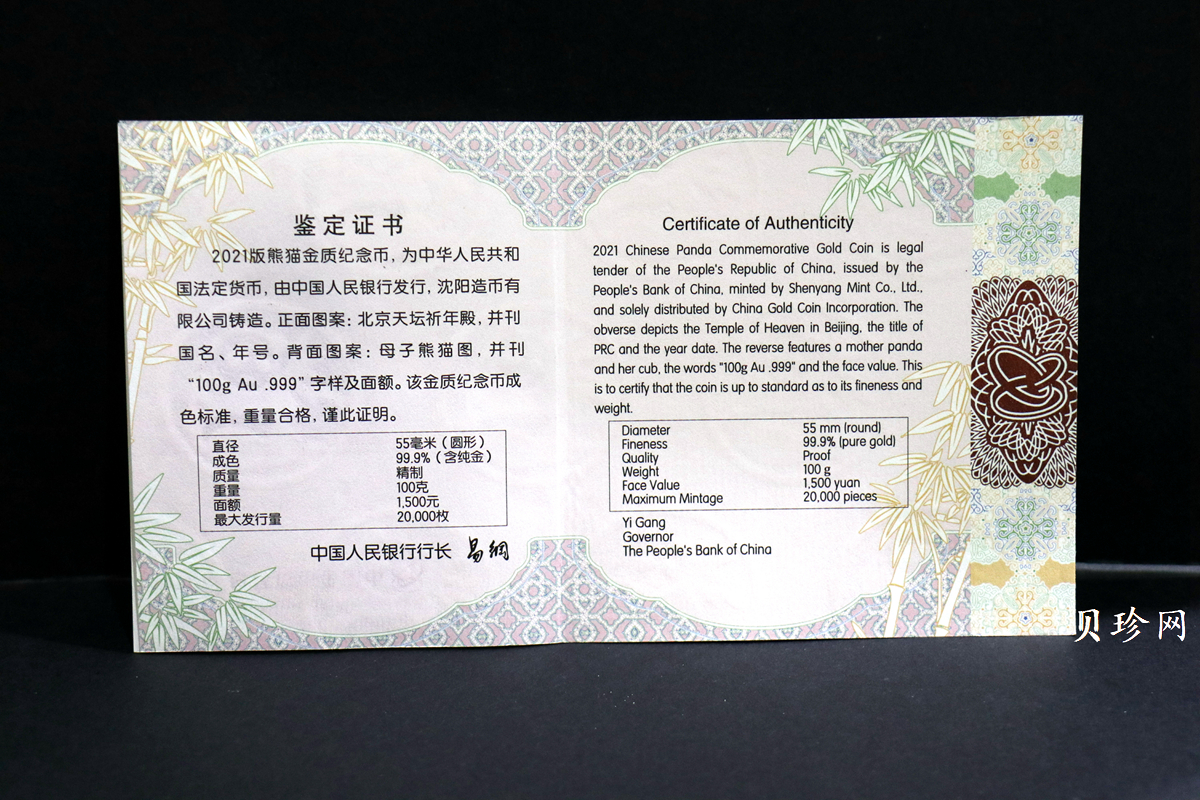 鉴定证书
2021版熊猫金质纪念币，为中华人民共和
国法定货币，由中国人民银行发行，沈阳造币有
限公司铸造。正面图案：北京天坛祈年殿，并刊
国名、年号。背面图案：母子熊猫图，并刊
“100g Au .999”字样及面额。该金质纪念币成
色标准，重量合格，谨此证明。
直径 55毫米（圆形）
成色 99.9%（含纯金）
质量 精制
重量 100克
面额 1,500元
最大发行量 20,000枚
中国人民银行行长 易纲
Certificate of Authenticity
2021 Chinese Panda Commemorative Gold Coin is legal
tender of the People's Republic of China, issued by the
People's Bank of China, minted by Shenyang Mint Co., Ltd.,
and solely distributed by China Gold Coin Incorporation. The
obverse depicts the Temple of Heaven in Beijing, the title of
PRC and the year date. The reverse features a mother panda
and her cub, the words "100g Au .999" and the face value. This
is to certify that the coin is up to standard as to its fineness and
weight.
Diameter 55 mm (round)
Fineness 99.9% (pure gold)
Quality Proof
Weight 100 g
Face Value 1,500 yuan
Maximum Mintage 20,000 pieces
Yi Gang
Governor
The People's Bank of China
贝珍网